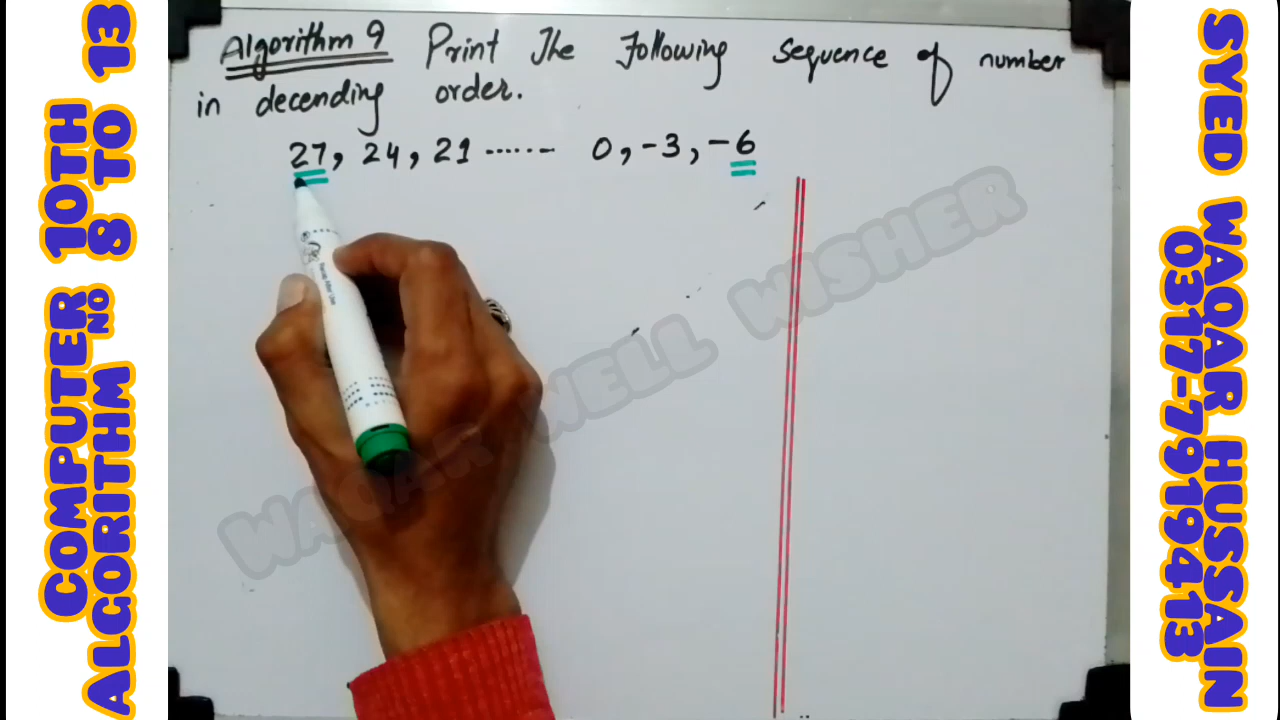 COMPUTER 10TH
ALGORITHM NO 8 TO 13
Algorithm 9 Print The Following Sequence of number
in decending order.
27, 24, 21 ...... 0, -3, -6
WAQAR WELL WISHER
SYED WAQAR HUSSAIN
0317-7919413